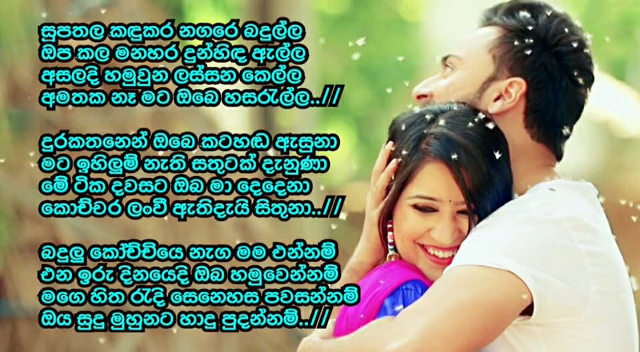 සුපතල කඳුකර නගරෙ බදුල්ල
ඔප කල මනහර දුන්හිඳ ඇල්ල
අසලදි හමුවුන ලස්සන කෙල්ල
අමතක නෑ මට ඔබෙ හසරැල්ල..//
දුරකතනෙන් ඔබෙ කටහඬ ඇසුනා
මට ඉහිලුම් නැති සතුටක් දැනුණා
මේ ටික දවසට ඔබ මා දෙදෙනා
කොච්චර ලංවී ඇතිදැයි සිතුනා..//
බදුලු කෝච්චියෙ නැග මම එන්නම්
එන ඉරු දිනයෙදි ඔබ හමුවෙන්නම්
මගෙ හිත රැදි සෙනෙහස පවසන්නම්
ඔය සුදු මුහුනට හාදු පුදන්නම්..//